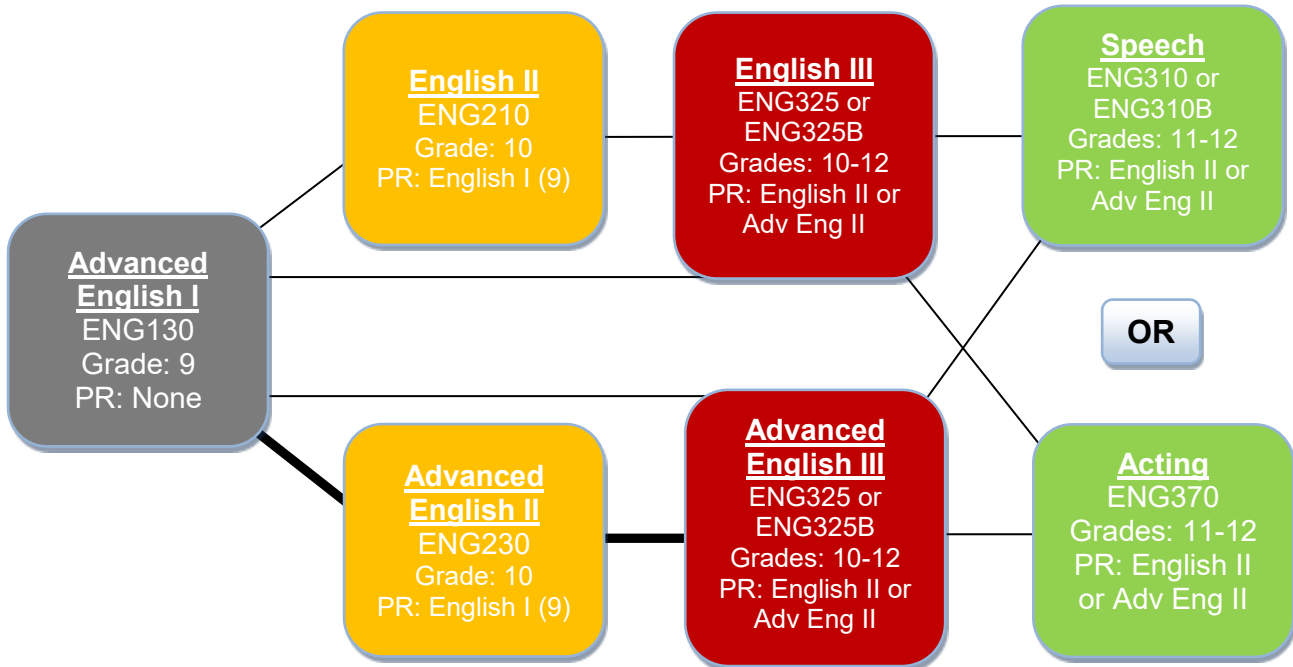 English II
ENG210
Grade: 10
PR: English I (9)
English III
ENG325 or
ENG325B
Grades: 10-12
PR: English II or
Adv Eng II
Speech
ENG310 or
ENG310B
Grades: 11-12
PR: English II or
Adv Eng II
Advanced
English I
ENG130
Grade: 9
PR: None
OR
Advanced
English II
ENG230
Grade: 10
PR: English I (9)
Advanced
English III
ENG325 or
ENG325B
Grades: 10-12
PR: English II or
Adv Eng II
Acting
ENG370
Grades: 11-12
PR: English II
or Adv Eng II